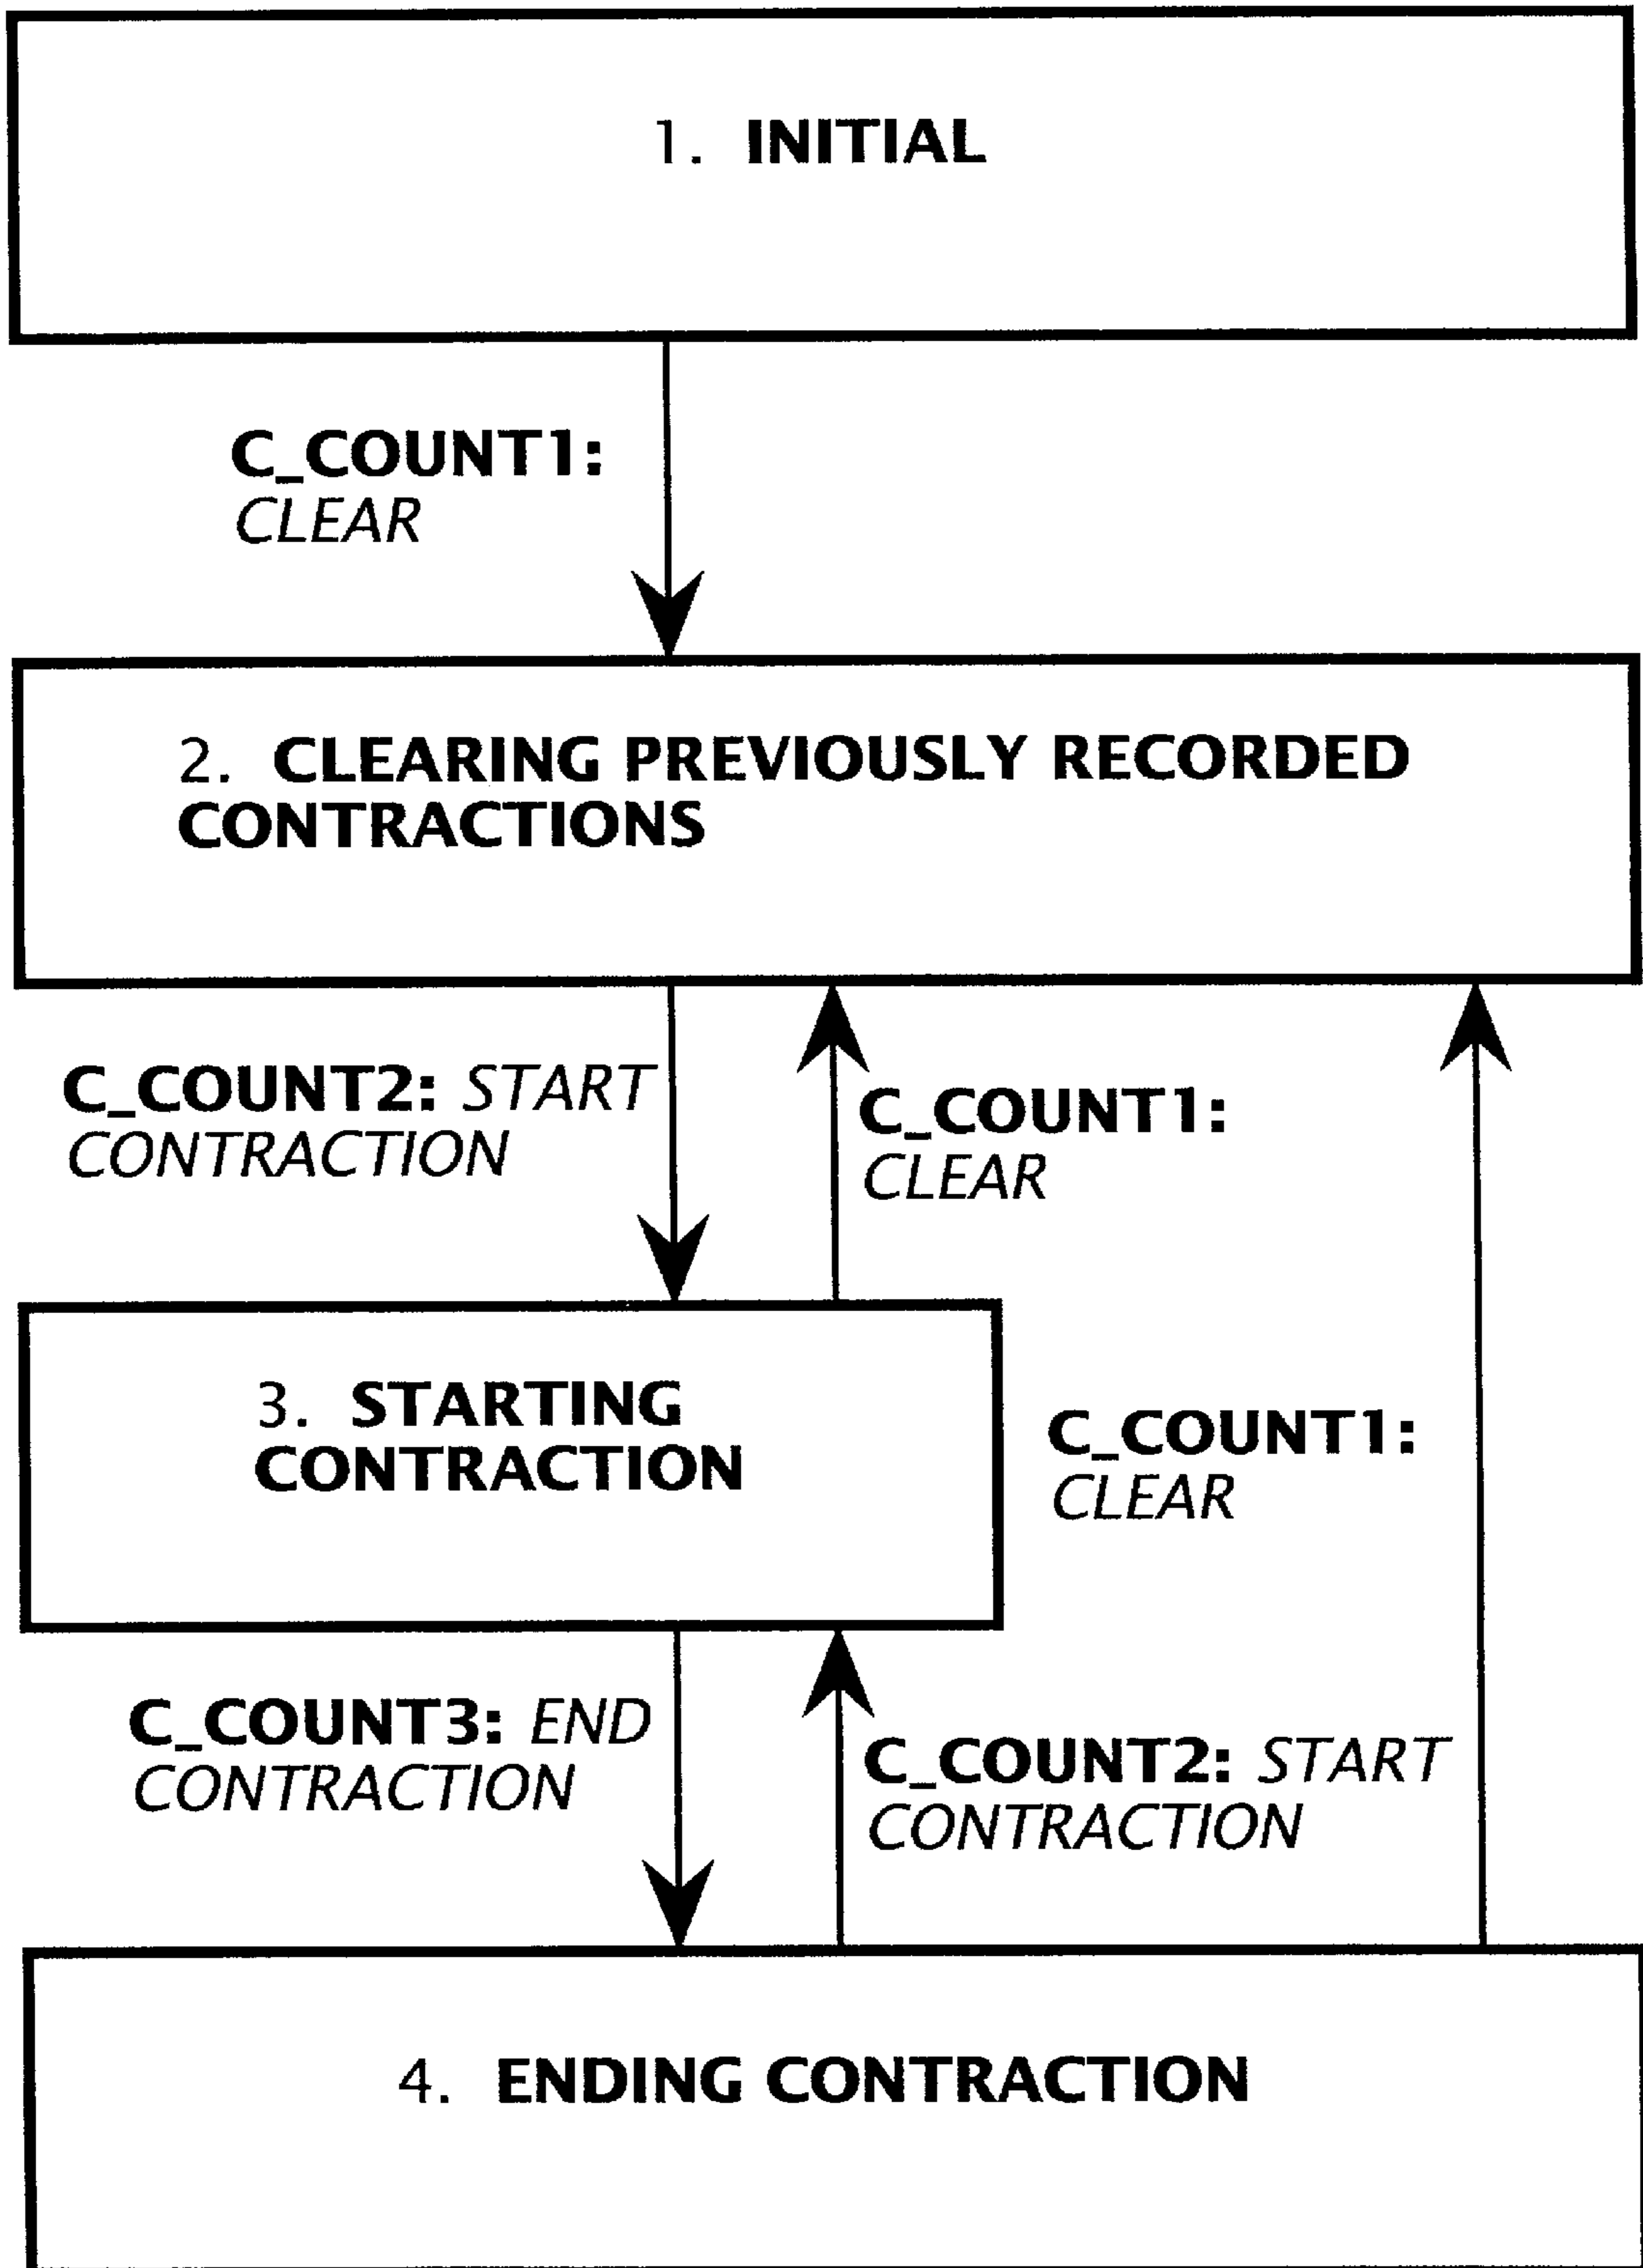 1. INITIAL
C_COUNT1:
CLEAR
2. CLEARING PREVIOUSLY RECORDED
CONTRACTIONS
C_COUNT2: START
CONTRACTION
C_COUNT1:
CLEAR
3. STARTING
CONTRACTION
C_COUNT1:
CLEAR
C_COUNT3: END
CONTRACTION
C_COUNT2: START
CONTRACTION
4. ENDING CONTRACTION